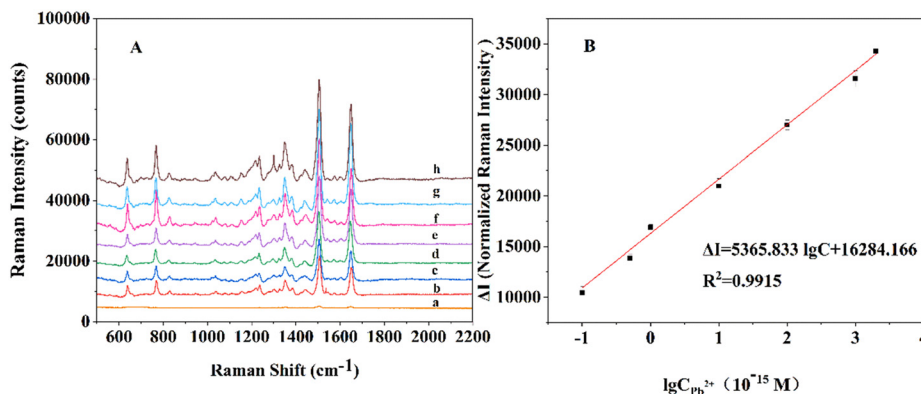 A
Raman Intensity (counts)
100000
80000
60000
40000
20000
0
h
g
f
e
d
c
b
a
600 800 1000 1200 1400 1600 1800 2000 2200
Raman Shift (cm-1)
B
ΔI (Normalized Raman Intensity)
35000
30000
25000
20000
15000
10000
ΔI=5365.833 lgC+16284.166
R²=0.9915
-1 0 1 2 3 4
lgCPb²⁺ (10⁻¹⁵ M)